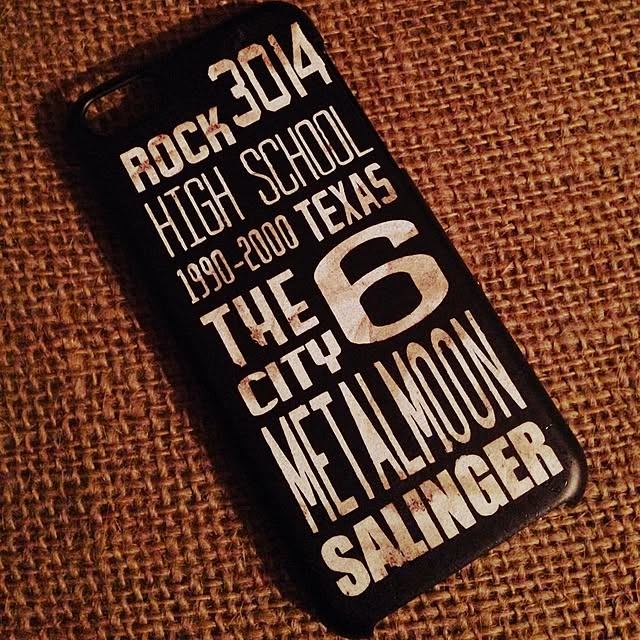 ROCK 3014
HIGH SCHOOL
1990-2000 TEXAS
THE 6
CITY
METALMOON
SALINGER